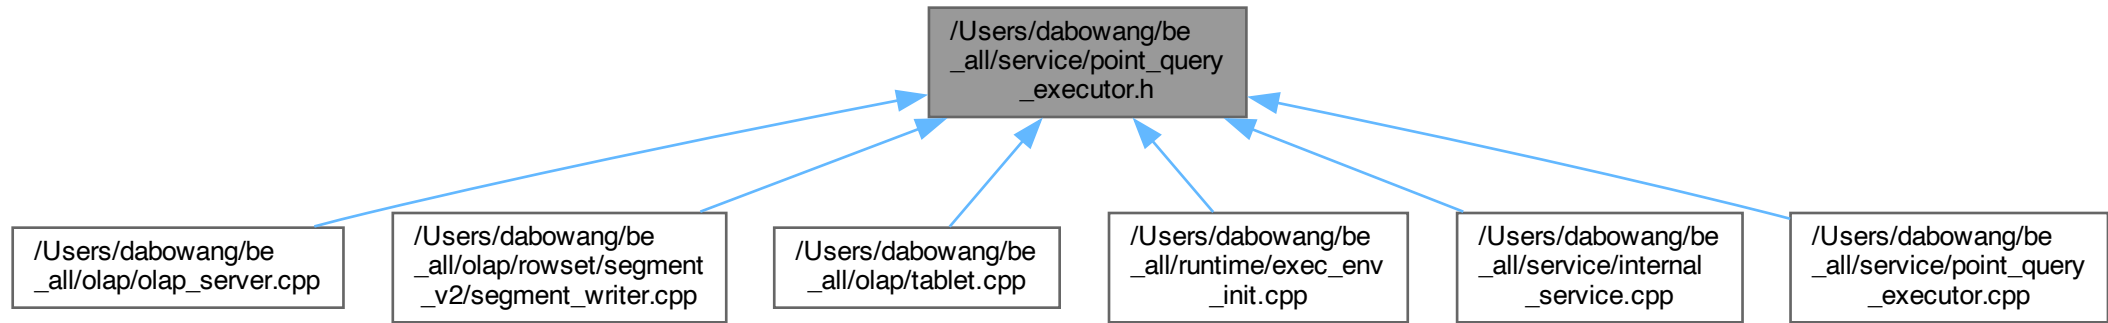 /Users/dabowang/be
_all/service/point_query
_executor.h
/Users/dabowang/be
_all/olap/olap_server.cpp
/Users/dabowang/be
_all/olap/rowset/segment
_v2/segment_writer.cpp
/Users/dabowang/be
_all/olap/tablet.cpp
/Users/dabowang/be
_all/runtime/exec_env
_init.cpp
/Users/dabowang/be
_all/service/internal
_service.cpp
/Users/dabowang/be
_all/service/point_query
_executor.cpp